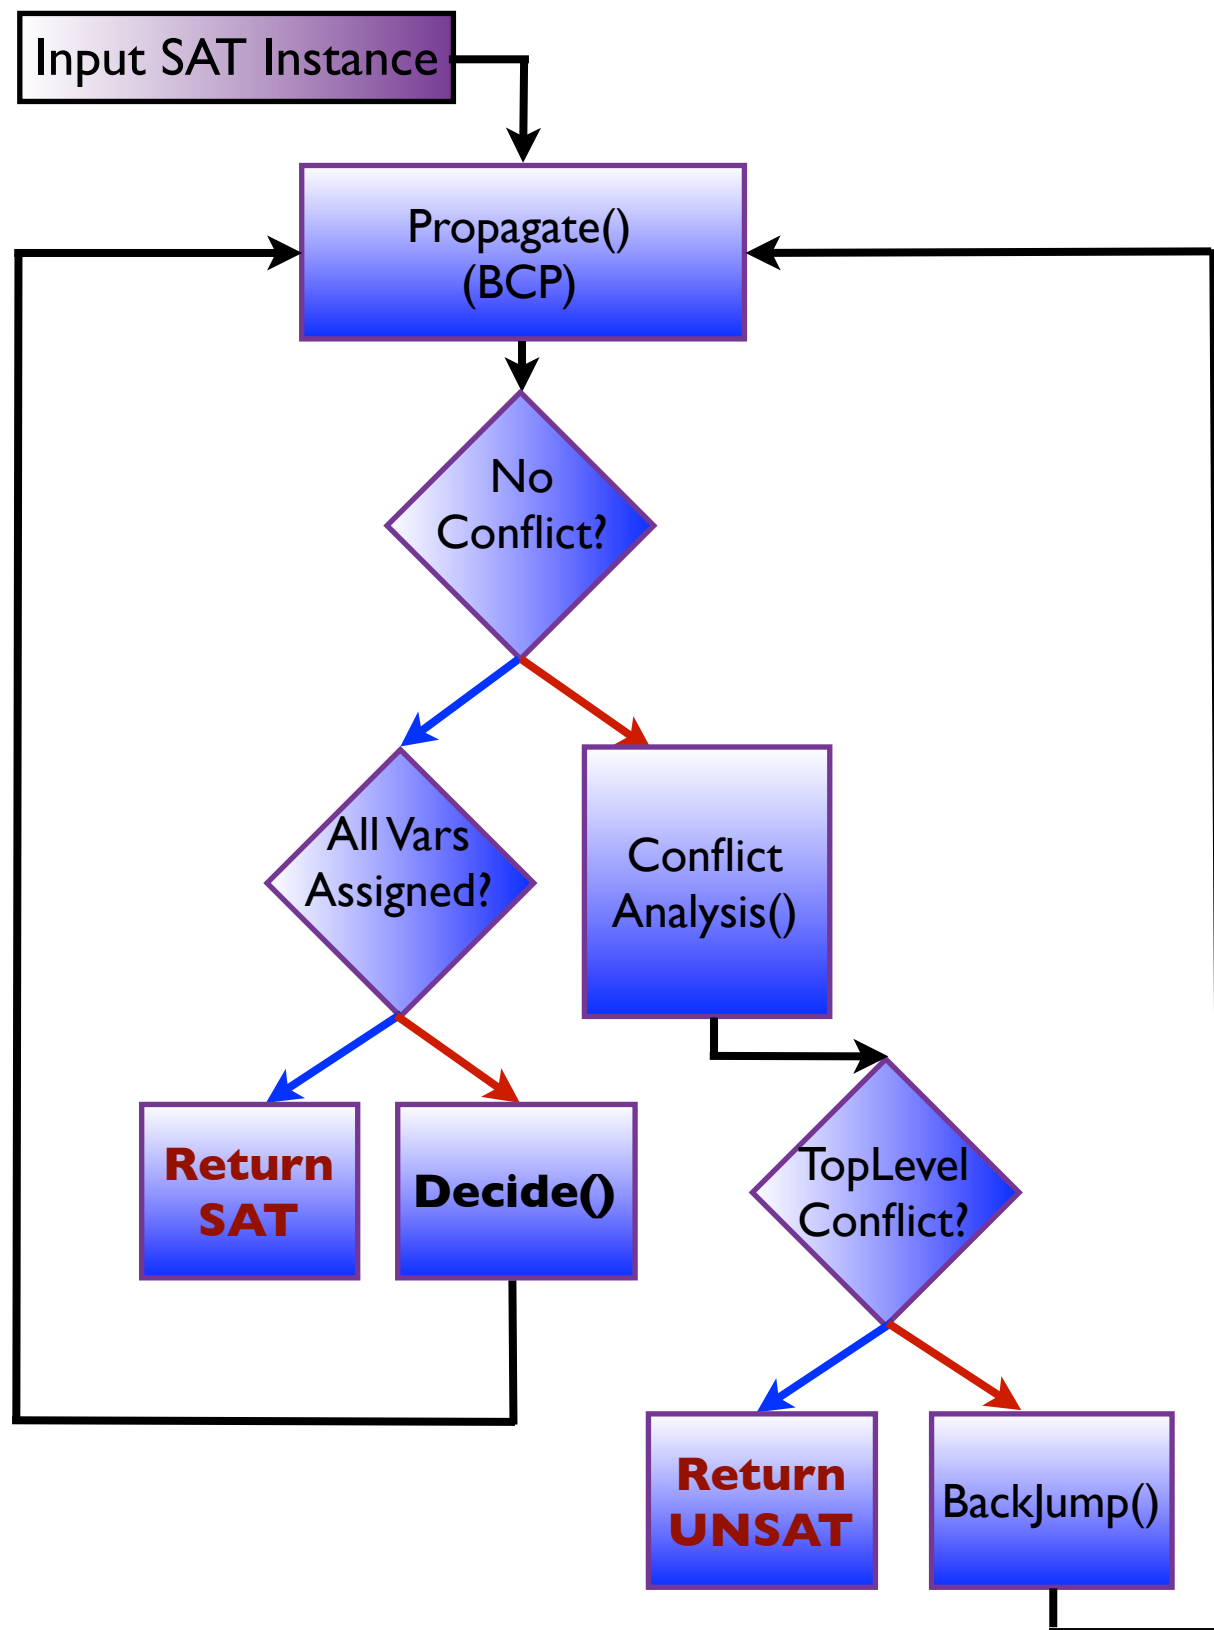 Input SAT Instance
Propagate()
(BCP)
No
Conflict?
All Vars
Assigned?
Conflict
Analysis()
Return
SAT
Decide()
TopLevel
Conflict?
Return
UNSAT
BackJump()